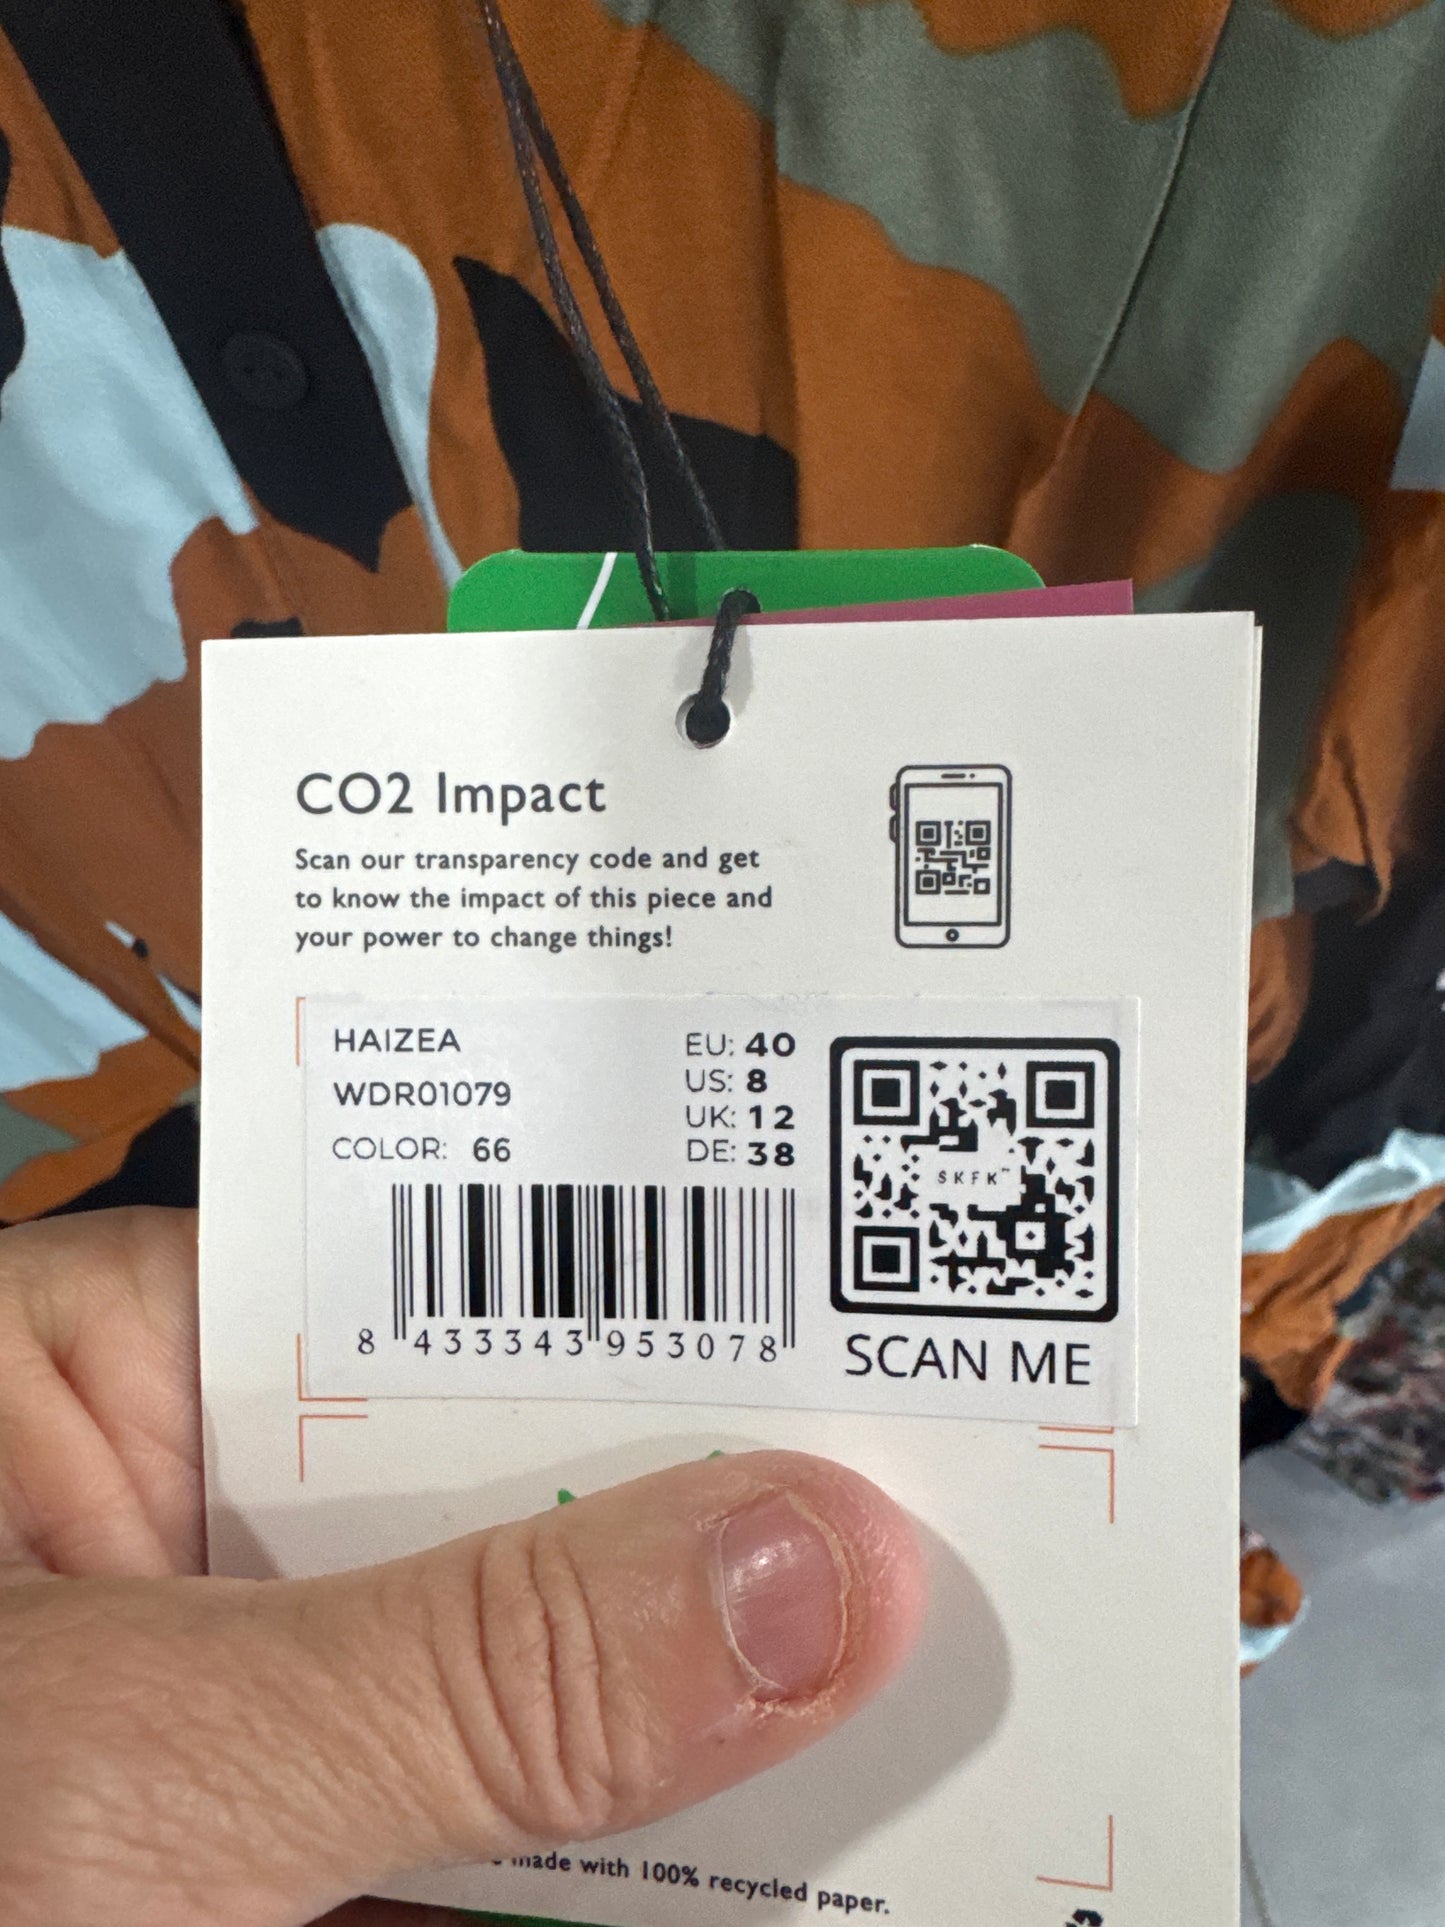 CO2 Impact
Scan our transparency code and get
to know the impact of this piece and
your power to change things!
HAIZEA
WDR01079
COLOR: 66
EU: 40
US: 8
UK: 12
DE: 38
SKFK™
8 433343 953078
SCAN ME
made with 100% recycled paper.